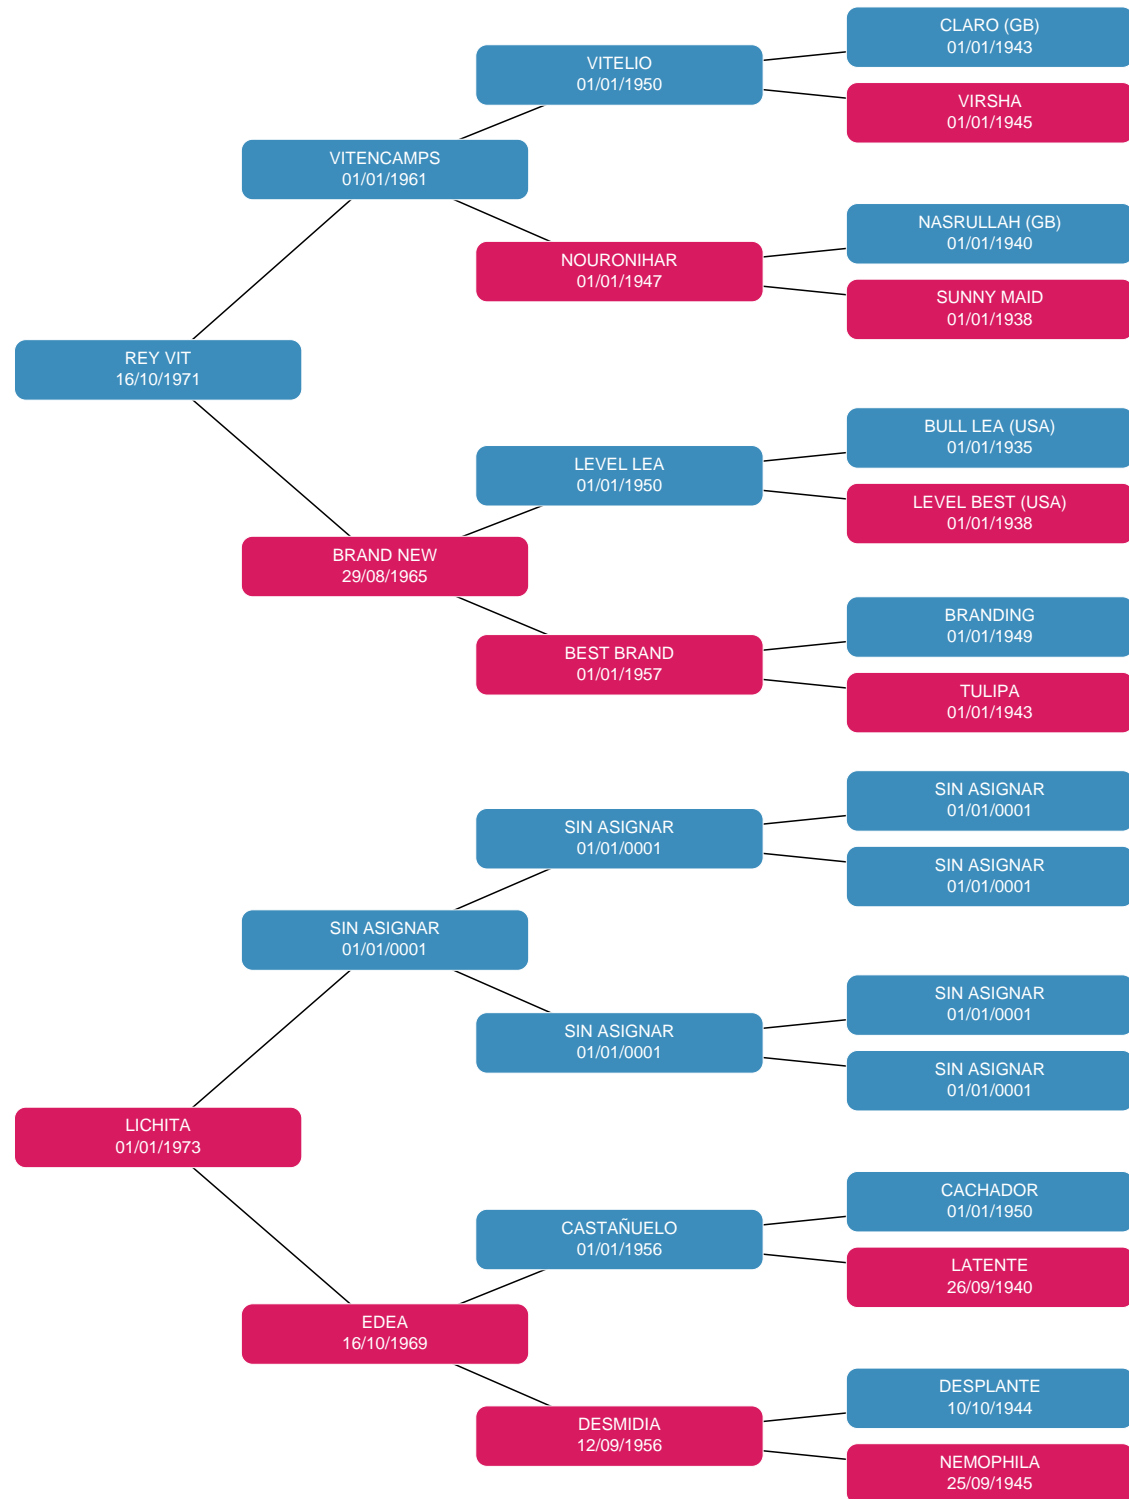 CLARO (GB)
01/01/1943
VITELIO
01/01/1950
VIRSHA
01/01/1945
VITENCAMPS
01/01/1961
NASRULLAH (GB)
01/01/1940
NOURONIHAR
01/01/1947
SUNNY MAID
01/01/1938
REY VIT
16/10/1971
BULL LEA (USA)
01/01/1935
LEVEL LEA
01/01/1950
LEVEL BEST (USA)
01/01/1938
BRAND NEW
29/08/1965
BRANDING
01/01/1949
BEST BRAND
01/01/1957
TULIPA
01/01/1943
SIN ASIGNAR
01/01/0001
SIN ASIGNAR
01/01/0001
SIN ASIGNAR
01/01/0001
SIN ASIGNAR
01/01/0001
SIN ASIGNAR
01/01/0001
SIN ASIGNAR
01/01/0001
SIN ASIGNAR
01/01/0001
LICHITA
01/01/1973
CACHADOR
01/01/1950
CASTAÑUELO
01/01/1956
LATENTE
26/09/1940
EDEA
16/10/1969
DESPLANTE
10/10/1944
DESMIDIA
12/09/1956
NEMOPHILA
25/09/1945